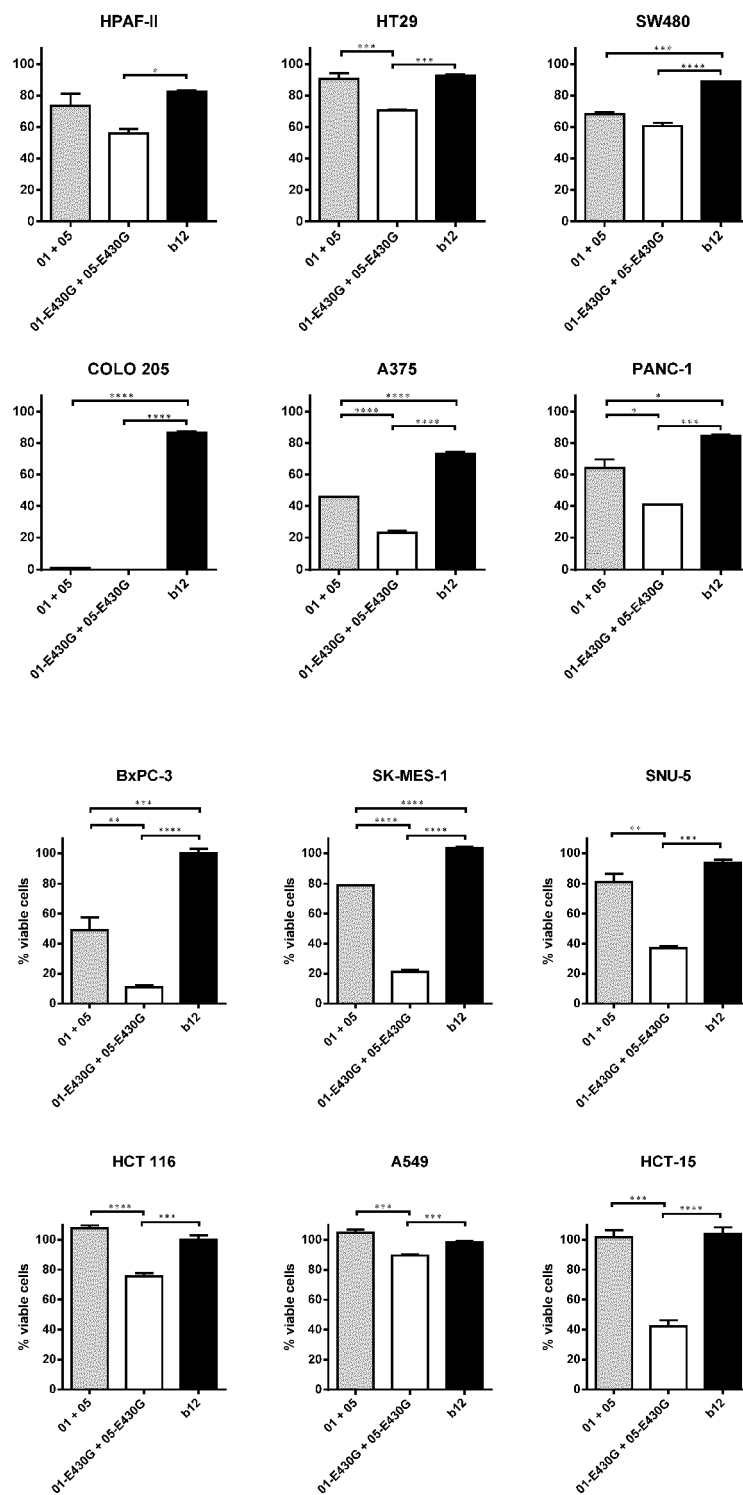 HPAF-II HT29 SW480
*** *** ***
* ****
100 100 100
80 80 80
60 60 60
40 40 40
20 20 20
0 0 0
01 + 05 01-E430G + 05-E430G b12 01 + 05 01-E430G + 05-E430G b12 01 + 05 01-E430G + 05-E430G b12
COLO 205 A375 PANC-1
**** **** *
**** **** **** * ***
100 100 100
80 80 80
60 60 60
40 40 40
20 20 20
0 0 0
01 + 05 01-E430G + 05-E430G b12 01 + 05 01-E430G + 05-E430G b12 01 + 05 01-E430G + 05-E430G b12
BxPC-3 SK-MES-1 SNU-5
*** ****
** **** **** **** ** ***
% viable cells % viable cells % viable cells
100 100 100
80 80 80
60 60 60
40 40 40
20 20 20
0 0 0
01 + 05 01-E430G + 05-E430G b12 01 + 05 01-E430G + 05-E430G b12 01 + 05 01-E430G + 05-E430G b12
HCT 116 A549 HCT-15
**** *** *** *** *** ****
% viable cells % viable cells % viable cells
100 100 100
80 80 80
60 60 60
40 40 40
20 20 20
0 0 0
01 + 05 01-E430G + 05-E430G b12 01 + 05 01-E430G + 05-E430G b12 01 + 05 01-E430G + 05-E430G b12